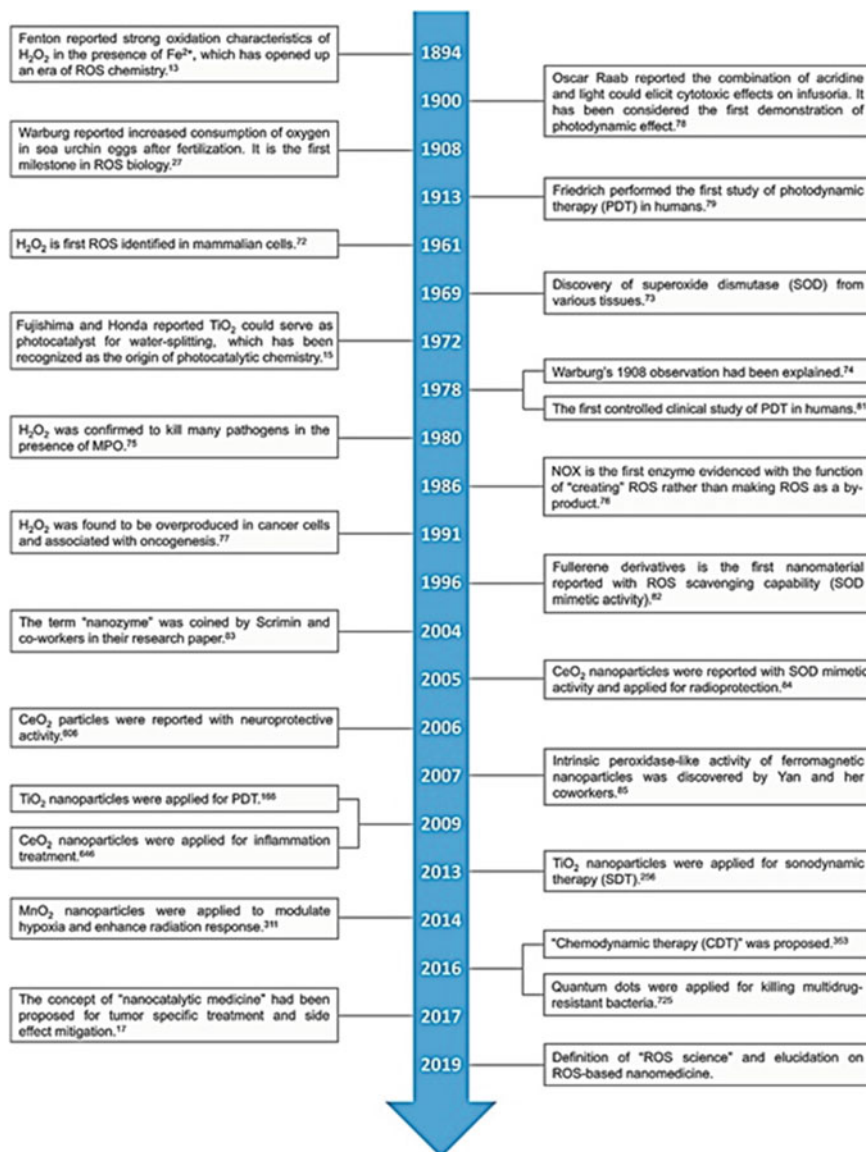 Fenton reported strong oxidation characteristics of
H₂O₂ in the presence of Fe²⁺, which has opened up
an era of ROS chemistry.¹³
1894
Oscar Raab reported the combination of acridine
and light could elicit cytotoxic effects on infusoria. It
has been considered the first demonstration of
photodynamic effect.⁷⁸
1900
Warburg reported increased consumption of oxygen
in sea urchin eggs after fertilization. It is the first
milestone in ROS biology.²⁷
1908
1913
Friedrich performed the first study of photodynamic
therapy (PDT) in humans.⁷⁹
H₂O₂ is first ROS identified in mammalian cells.⁷²
1961
1969
Discovery of superoxide dismutase (SOD) from
various tissues.⁷³
Fujishima and Honda reported TiO₂ could serve as
photocatalyst for water-splitting, which has been
recognized as the origin of photocatalytic chemistry.¹⁵
1972
1978
Warburg's 1908 observation had been explained.⁷⁴
The first controlled clinical study of PDT in humans.⁸¹
H₂O₂ was confirmed to kill many pathogens in the
presence of MPO.⁷⁵
1980
1986
NOX is the first enzyme evidenced with the function
of "creating" ROS rather than making ROS as a by-
product.⁷⁶
H₂O₂ was found to be overproduced in cancer cells
and associated with oncogenesis.⁷⁷
1991
1996
Fullerene derivatives is the first nanomaterial
reported with ROS scavenging capability (SOD
mimetic activity).⁸²
The term "nanozyme" was coined by Scrimin and
co-workers in their research paper.⁸³
2004
2005
CeO₂ nanoparticles were reported with SOD mimetic
activity and applied for radioprotection.⁸⁴
CeO₂ particles were reported with neuroprotective
activity.⁶⁰⁶
2006
2007
Intrinsic peroxidase-like activity of ferromagnetic
nanoparticles was discovered by Yan and her
coworkers.⁸⁵
TiO₂ nanoparticles were applied for PDT.¹⁶⁶
2009
CeO₂ nanoparticles were applied for inflammation
treatment.⁶⁴⁶
2013
TiO₂ nanoparticles were applied for sonodynamic
therapy (SDT).²⁵⁶
MnO₂ nanoparticles were applied to modulate
hypoxia and enhance radiation response.³¹¹
2014
2016
"Chemodynamic therapy (CDT)" was proposed.³⁵³
Quantum dots were applied for killing multidrug-
resistant bacteria.⁷²⁵
The concept of "nanocatalytic medicine" had been
proposed for tumor specific treatment and side
effect mitigation.¹⁷
2017
2019
Definition of "ROS science" and elucidation on
ROS-based nanomedicine.